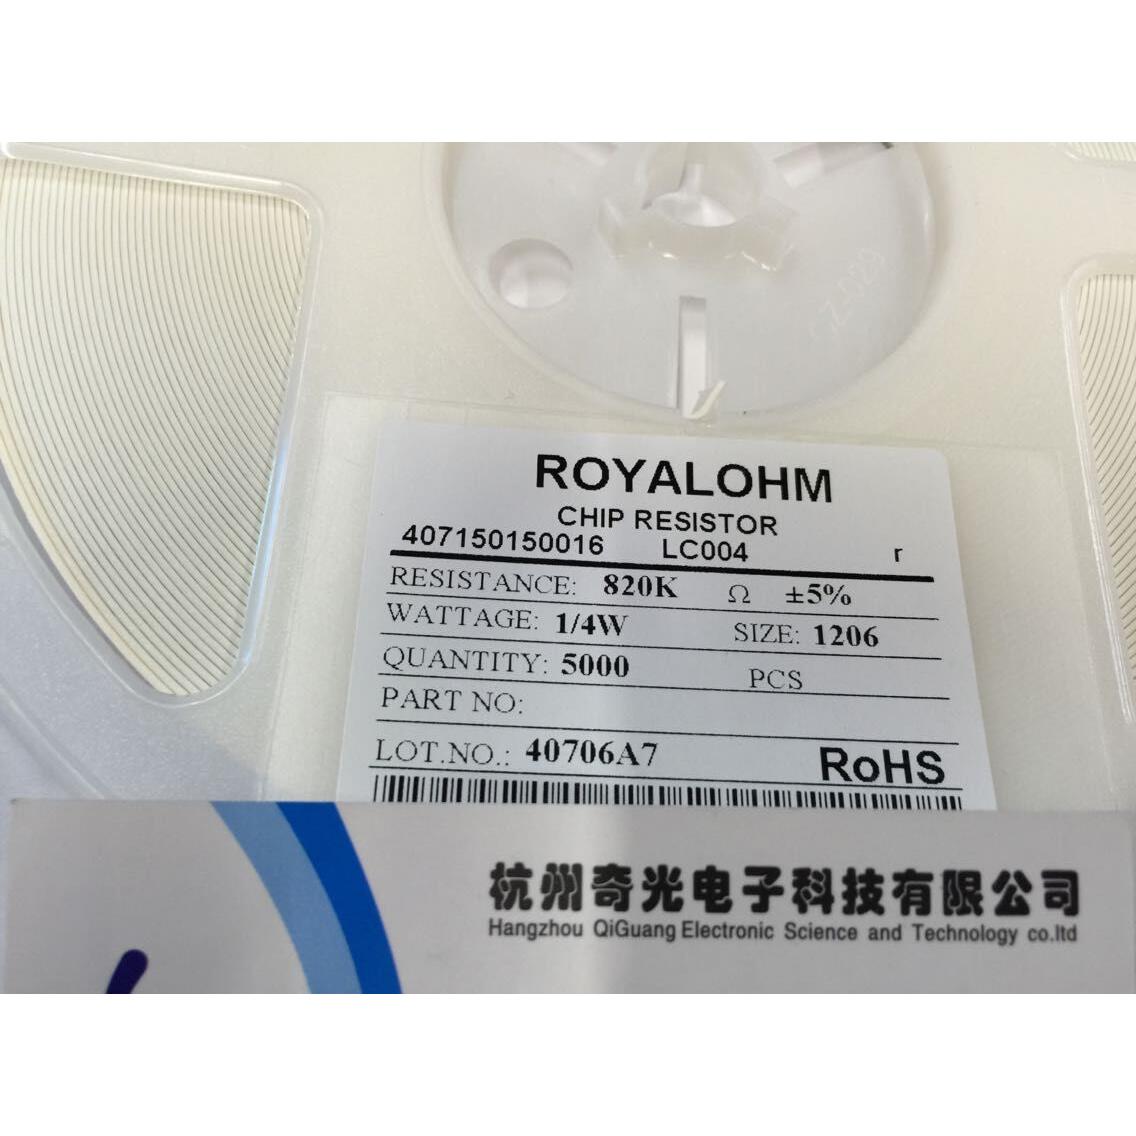 CZ-029
ROYALOHM
CHIP RESISTOR
407150150016 LC004 r
RESISTANCE: 820K Ω ±5%
WATTAGE: 1/4W SIZE: 1206
QUANTITY: 5000 PCS
PART NO:
LOT.NO.: 40706A7 RoHS
杭州奇光电子科技有限公司
Hangzhou QiGuang Electronic Science and Technology co.ltd